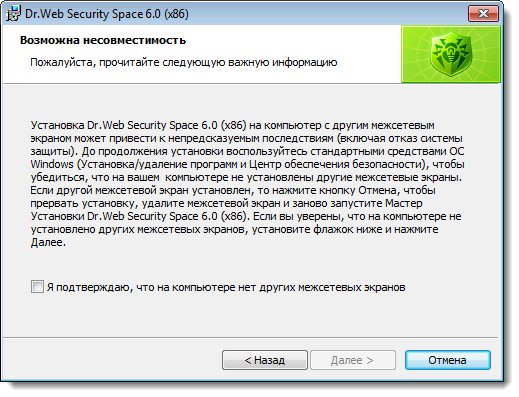 Dr.Web Security Space 6.0 (x86)
Возможна несовместимость
Пожалуйста, прочитайте следующую важную информацию
Установка Dr.Web Security Space 6.0 (x86) на компьютер с другим межсетевым
экраном может привести к непредсказуемым последствиям (включая отказ системы
защиты). До продолжения установки воспользуйтесь стандартными средствами ОС
Windows (Установка/удаление программ и Центр обеспечения безопасности), чтобы
убедиться, что на вашем компьютере не установлены другие межсетевые экраны.
Если другой межсетевой экран установлен, то нажмите кнопку Отмена, чтобы
прервать установку, удалите межсетевой экран и заново запустите Мастер
Установки Dr.Web Security Space 6.0 (x86). Если вы уверены, что на компьютере не
установлено других межсетевых экранов, установите флажок ниже и нажмите
Далее.
Я подтверждаю, что на компьютере нет других межсетевых экранов
< Назад
Далее >
Отмена